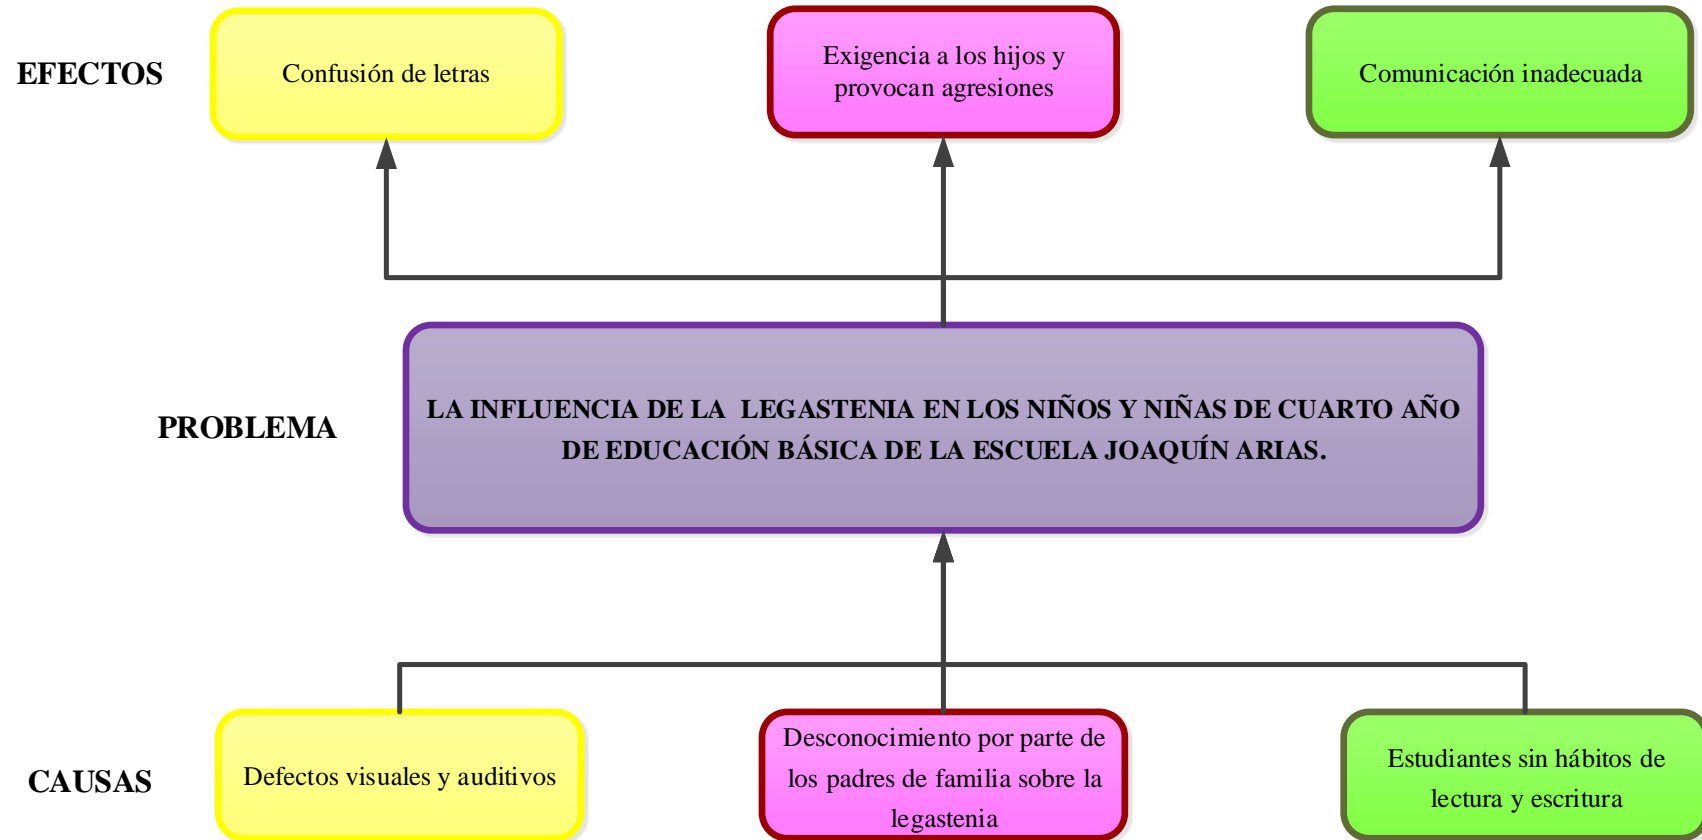 EFECTOS
Confusión de letras
Exigencia a los hijos y
provocan agresiones
Comunicación inadecuada
PROBLEMA
LA INFLUENCIA DE LA  LEGASTENIA EN LOS NIÑOS Y NIÑAS DE CUARTO AÑO
DE EDUCACIÓN BÁSICA DE LA ESCUELA JOAQUÍN ARIAS.
CAUSAS
Defectos visuales y auditivos
Desconocimiento por parte de
los padres de familia sobre la
legastenia
Estudiantes sin hábitos de
lectura y escritura